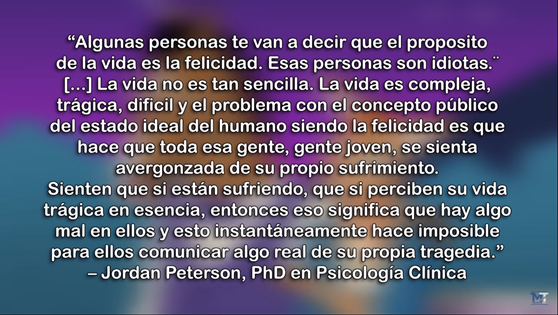 “Algunas personas te van a decir que el proposito
de la vida es la felicidad. Esas personas son idiotas.¨
[...] La vida no es tan sencilla. La vida es compleja,
trágica, dificil y el problema con el concepto público
del estado ideal del humano siendo la felicidad es que
hace que toda esa gente, gente joven, se sienta
avergonzada de su propio sufrimiento.
Sienten que si están sufriendo, que si perciben su vida
trágica en esencia, entonces eso significa que hay algo
mal en ellos y esto instantáneamente hace imposible
para ellos comunicar algo real de su propia tragedia.”
– Jordan Peterson, PhD en Psicología Clínica